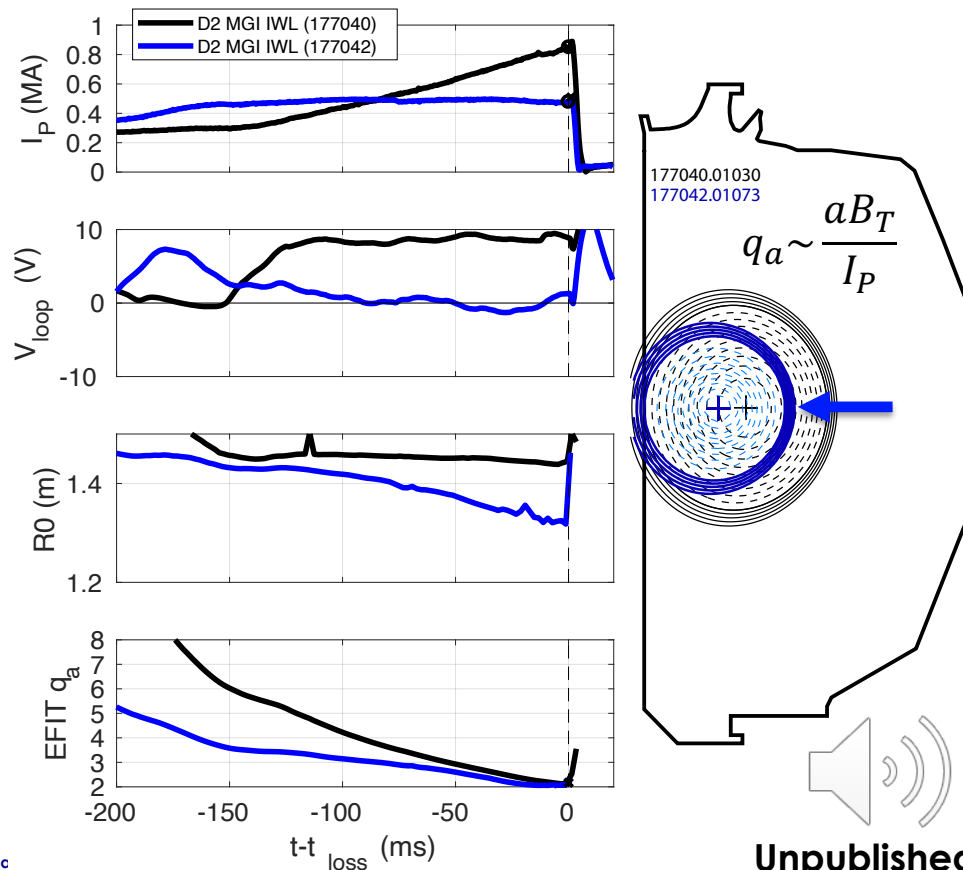 D2 MGI IWL (177040)
D2 MGI IWL (177042)
I_P (MA)
1
0.8
0.6
0.4
0.2
0
V_loop (V)
10
0
-10
R0 (m)
1.4
1.2
EFIT q_a
8
7
6
5
4
3
2
-200
-150
-100
-50
0
t-t_loss (ms)
177040.01030
177042.01073
q_a ~ aB_T / I_P
Unpublished